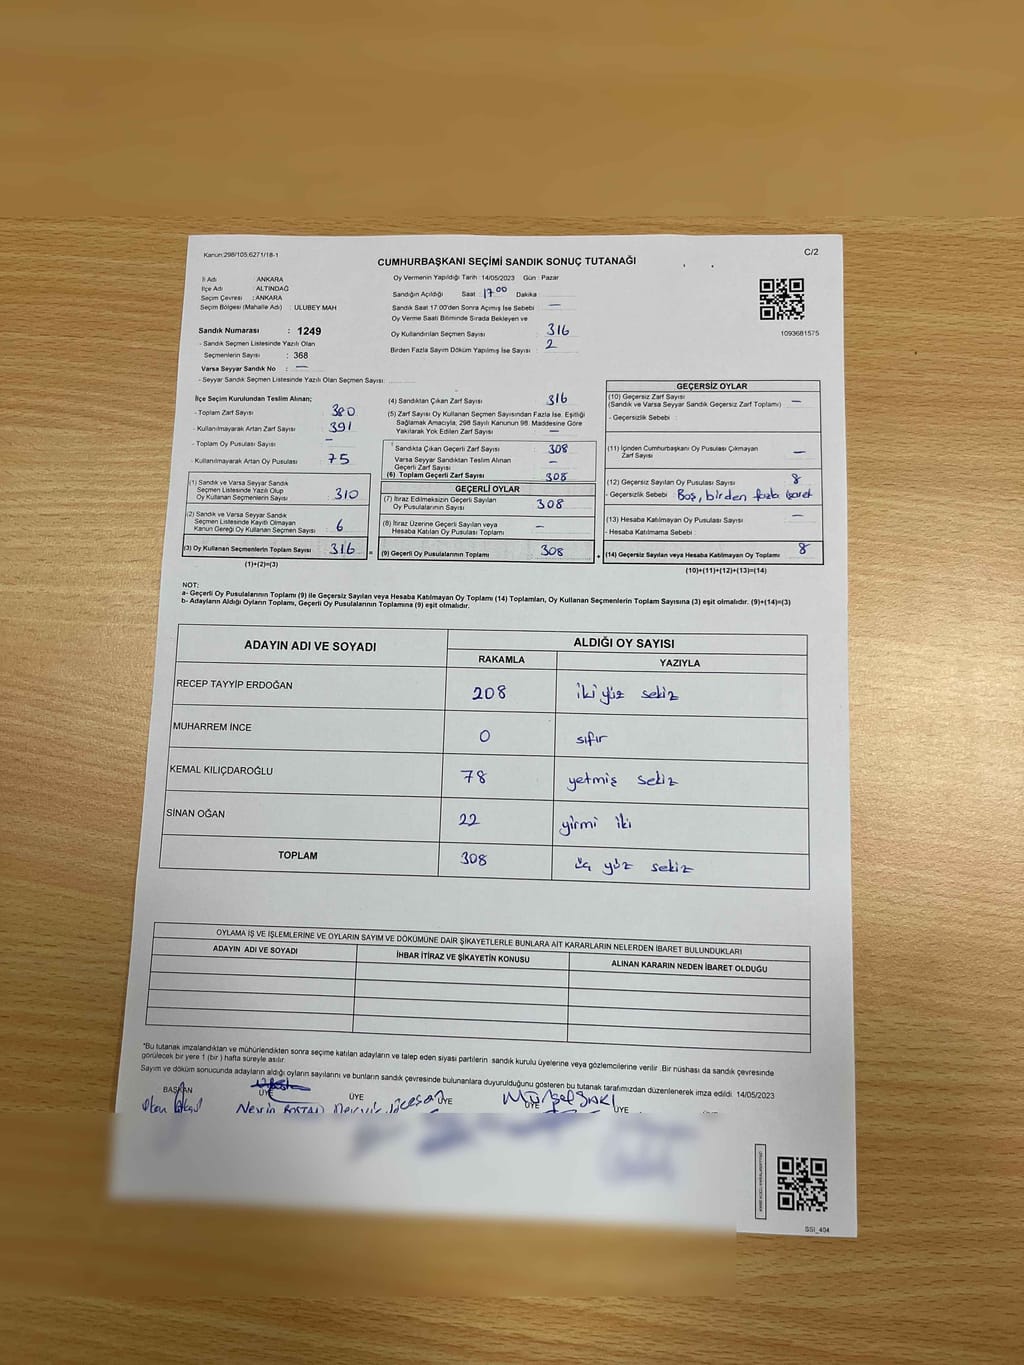 Kanun:298/105;6271/18-1
C/2
CUMHURBAŞKANI SEÇİMİ SANDIK SONUÇ TUTANAĞI
İl Adı : ANKARA
İlçe Adı : ALTINDAĞ
Seçim Çevresi : ANKARA
Seçim Bölgesi (Mahalle Adı) : ULUBEY MAH
Sandık Numarası : 1249
- Sandık Seçmen Listesinde Yazılı Olan
Seçmenlerin Sayısı : 368
Varsa Seyyar Sandık No : —
- Seyyar Sandık Seçmen Listesinde Yazılı Olan Seçmen Sayısı:
Oy Vermenin Yapıldığı Tarih : 14/05/2023 Gün : Pazar
Sandığın Açıldığı Saat 17 00 Dakika
Sandık Saat 17:00'den Sonra Açımış İse Sebebi : —
Oy Verme Saati Bitiminde Sırada Bekleyen ve
Oy Kullandırılan Seçmen Sayısı : 316
Birden Fazla Sayım Döküm Yapılmış İse Sayısı : 2
1093681575
İlçe Seçim Kurulundan Teslim Alınan;
- Toplam Zarf Sayısı : 380
- Kullanılmayarak Artan Zarf Sayısı : 391
- Toplam Oy Pusulası Sayısı : —
- Kullanılmayarak Artan Oy Pusulası : 75
(1) Sandık ve Varsa Seyyar Sandık
Seçmen Listesinde Yazılı Olup
Oy Kullanan Seçmenlerin Sayısı : 310
(2) Sandık ve Varsa Seyyar Sandık
Seçmen Listesinde Kayıtlı Olmayan
Kanun Gereği Oy Kullanan Seçmen Sayısı : 6
(3) Oy Kullanan Seçmenlerin Toplam Sayısı : 316
(1)+(2)=(3)
(4) Sandıktan Çıkan Zarf Sayısı : 316
(5) Zarf Sayısı Oy Kullanan Seçmen Sayısından Fazla İse, Eşitliği
Sağlamak Amacıyla; 298 Sayılı Kanunun 98. Maddesine Göre
Yakılarak Yok Edilen Zarf Sayısı : —
Sandıkta Çıkan Geçerli Zarf Sayısı : 308
Varsa Seyyar Sandıktan Teslim Alınan
Geçerli Zarf Sayısı : —
(6) Toplam Geçerli Zarf Sayısı : 308
GEÇERLİ OYLAR
(7) İtiraz Edilmeksizin Geçerli Sayılan
Oy Pusulalarının Sayısı : 308
(8) İtiraz Üzerine Geçerli Sayılan veya
Hesaba Katılan Oy Pusulası Toplamı : —
= (9) Geçerli Oy Pusulalarının Toplamı : 308 +
GEÇERSİZ OYLAR
(10) Geçersiz Zarf Sayısı
(Sandık ve Varsa Seyyar Sandık Geçersiz Zarf Toplamı) : —
- Geçersizlik Sebebi :
(11) İçinden Cumhurbaşkanı Oy Pusulası Çıkmayan
Zarf Sayısı : —
(12) Geçersiz Sayılan Oy Pusulası Sayısı : 8
- Geçersizlik Sebebi : Boş, birden fazla işaret
(13) Hesaba Katılmayan Oy Pusulası Sayısı : —
- Hesaba Katılmama Sebebi :
(14) Geçersiz Sayılan veya Hesaba Katılmayan Oy Toplamı : 8
(10)+(11)+(12)+(13)=(14)
NOT:
a- Geçerli Oy Pusulalarının Toplamı (9) ile Geçersiz Sayılan veya Hesaba Katılmayan Oy Toplamı (14) Toplamları, Oy Kullanan Seçmenlerin Toplam Sayısına (3) eşit olmalıdır. (9)+(14)=(3)
b- Adayların Aldığı Oyların Toplamı, Geçerli Oy Pusulalarının Toplamına (9) eşit olmalıdır.
ADAYIN ADI VE SOYADI ALDIĞI OY SAYISI
RAKAMLA YAZIYLA
RECEP TAYYİP ERDOĞAN 208 iki yüz sekiz
MUHARREM İNCE 0 sıfır
KEMAL KILIÇDAROĞLU 78 yetmiş sekiz
SİNAN OĞAN 22 yirmi iki
TOPLAM 308 üç yüz sekiz
OYLAMA İŞ VE İŞLEMLERİNE VE OYLARIN SAYIM VE DÖKÜMÜNE DAİR ŞİKAYETLERLE BUNLARA AİT KARARLARIN NELERDEN İBARET BULUNDUKLARI
ADAYIN ADI VE SOYADI İHBAR İTİRAZ VE ŞİKAYETİN KONUSU ALINAN KARARIN NEDEN İBARET OLDUĞU
*Bu tutanak imzalandıktan ve mühürlendikten sonra seçime katılan adayların ve talep eden siyasi partilerin sandık kurulu üyelerine veya gözlemcilerine verilir. Bir nüshası da sandık çevresinde
görülecek bir yere 1 (bir) hafta süreyle asılır.
Sayım ve döküm sonucunda adayların aldığı oyların sayılarını ve bunların sandık çevresinde bulunanlara duyurulduğunu gösteren bu tutanak tarafımızdan düzenlenerek imza edildi. 14/05/2023
BAŞKAN ÜYE ÜYE ÜYE ÜYE ÜYE
SSI_404